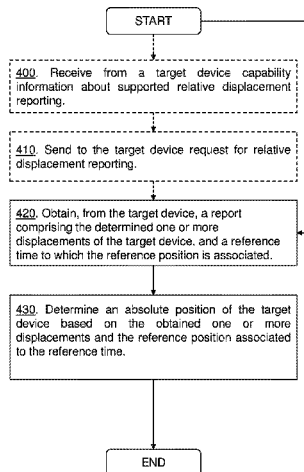 START
400. Receive from a target device capability
information about supported relative displacement
reporting.
410. Send to the target device request for relative
displacement reporting.
420. Obtain, from the target device, a report
comprising the determined one or more
displacements of the target device, and a reference
time to which the reference position is associated.
430. Determine an absolute position of the target
device based on the obtained one or more
displacements and the reference position associated
to the reference time.
END